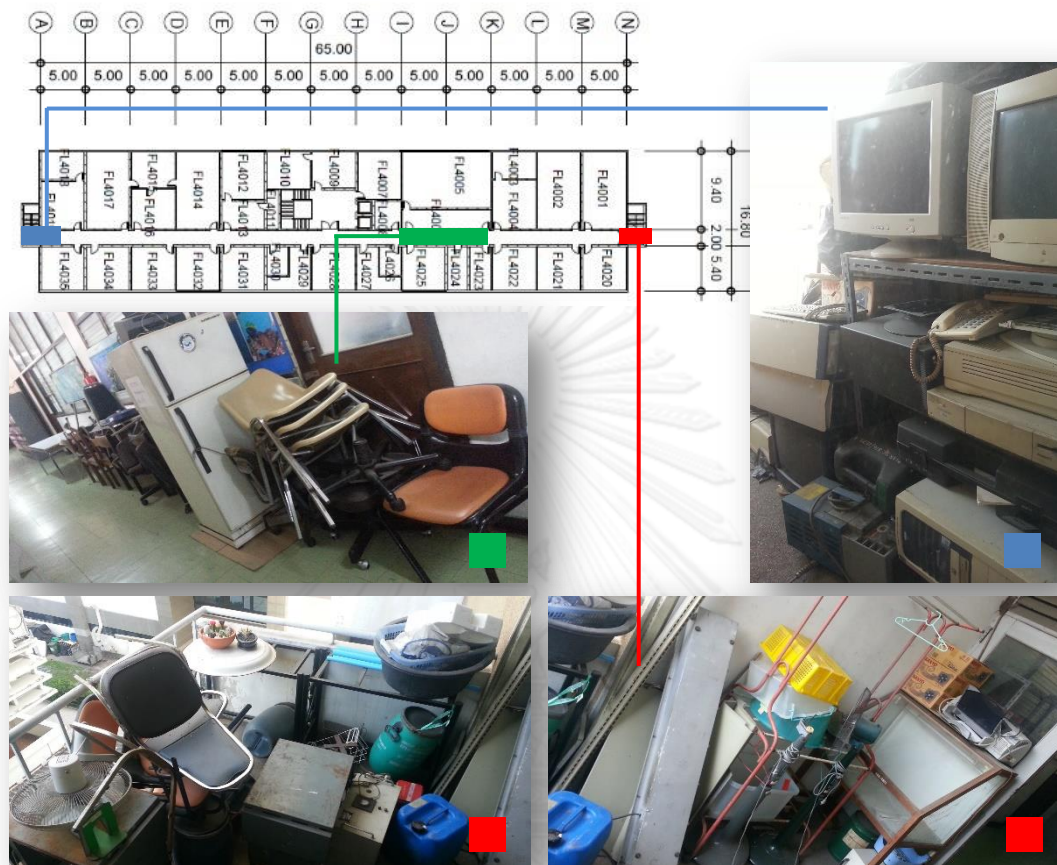 A B C D E F G H I J K L M N
65.00
5.00 5.00 5.00 5.00 5.00 5.00 5.00 5.00 5.00 5.00 5.00 5.00 5.00
FL4017
FL4015
FL4016
FL4014
FL4012
FL4013
FL4010
FL4011
FL4009
FL4007
FL4005
FL4003
FL4004
FL4002
FL4001
9.40
2.00
5.40
16.80
FL4035
FL4034
FL4033
FL4032
FL4031
FL4030
FL4029
FL4027
FL4026
FL4025
FL4024
FL4023
FL4022
FL4021
FL4020